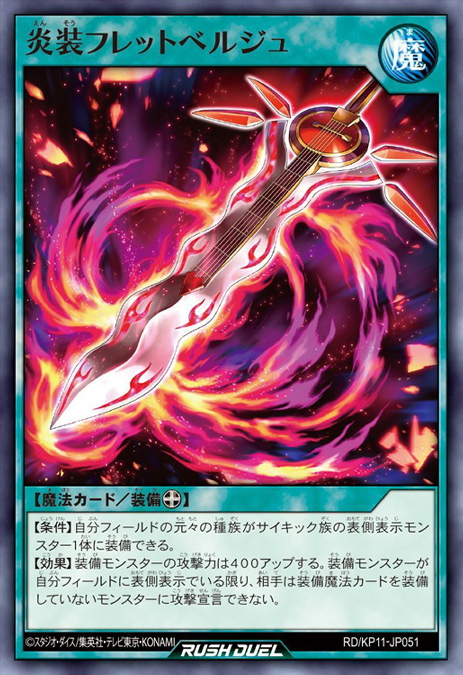 炎装フレットベルジュ
魔
【魔法カード／装備】
【条件】自分フィールドの元々の種族がサイキック族の表側表示モン
スター1体に装備できる。
【効果】装備モンスターの攻撃力は400アップする。装備モンスターが
自分フィールドに表側表示でいる限り、相手は装備魔法カードを装備
していないモンスターに攻撃宣言できない。
©スタジオ・ダイス/集英社・テレビ東京・KONAMI
RUSH DUEL
RD/KP11-JP051